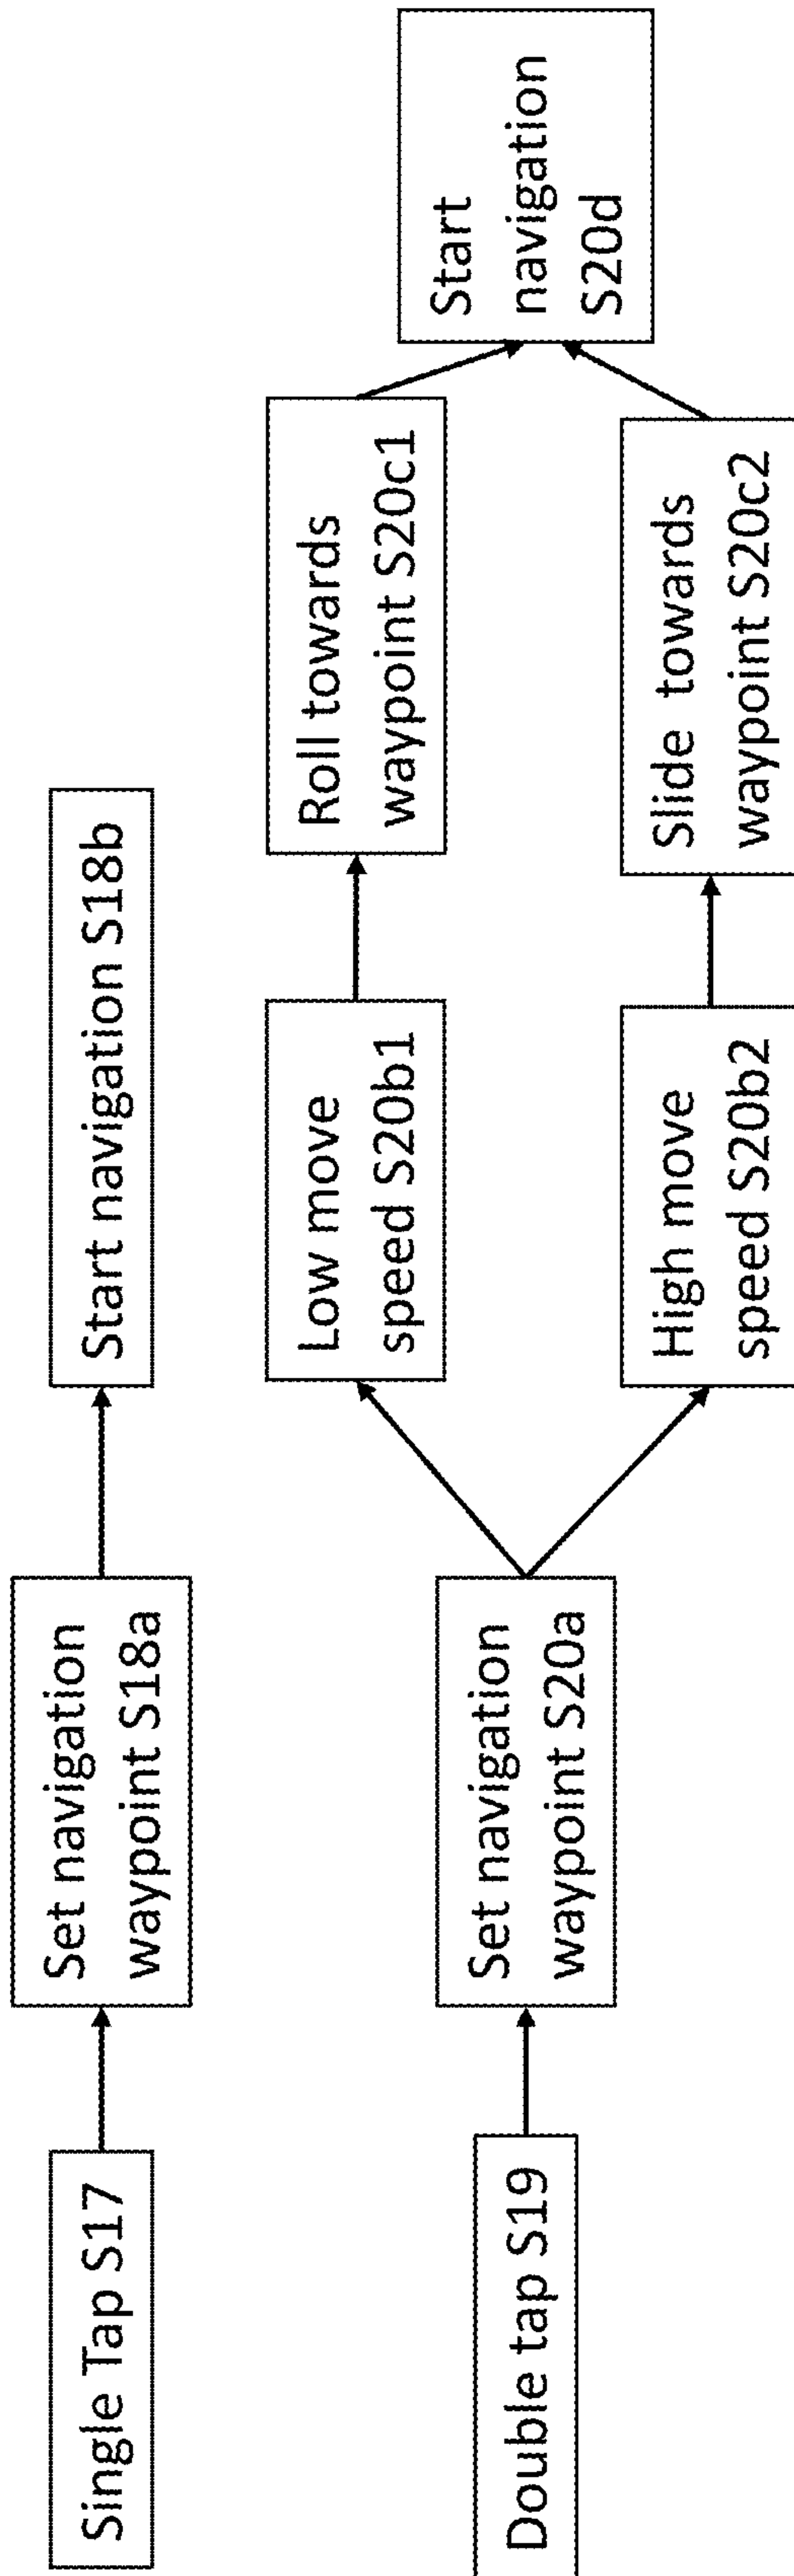 Single Tap S17
Set navigation
waypoint S18a
Start navigation S18b
Double tap S19
Set navigation
waypoint S20a
Low move
speed S20b1
Roll towards
waypoint S20c1
High move
speed S20b2
Slide towards
waypoint S20c2
Start
navigation
S20d